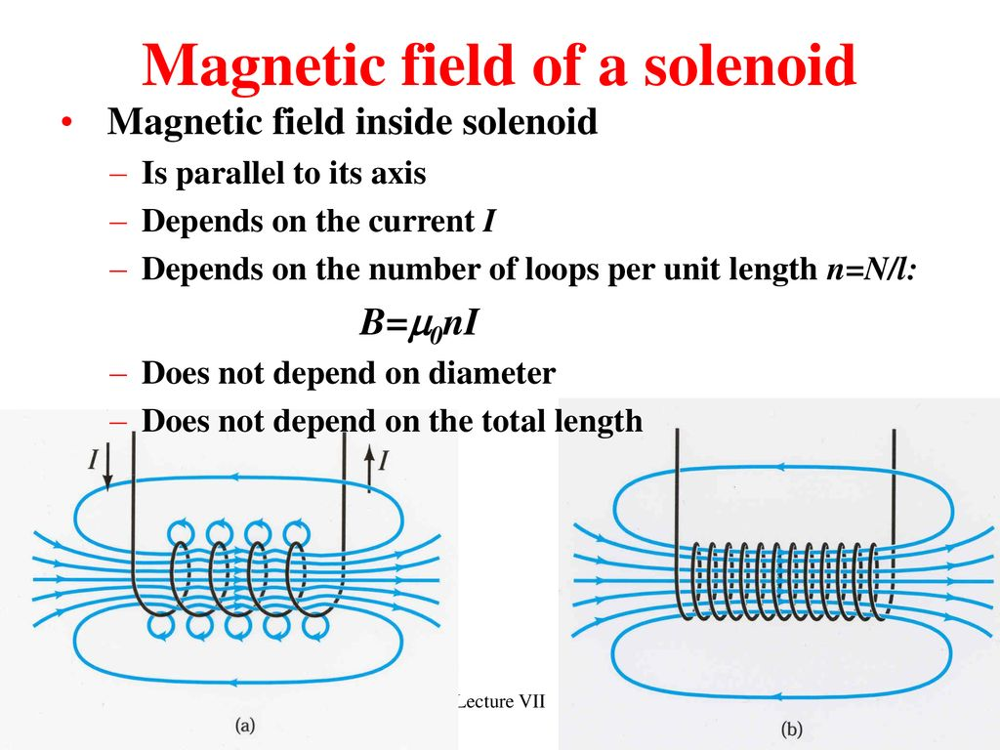 Magnetic field of a solenoid
• Magnetic field inside solenoid
– Is parallel to its axis
– Depends on the current I
– Depends on the number of loops per unit length n=N/l:
B=μ₀nI
– Does not depend on diameter
– Does not depend on the total length
I I
Lecture VII
(a) (b)